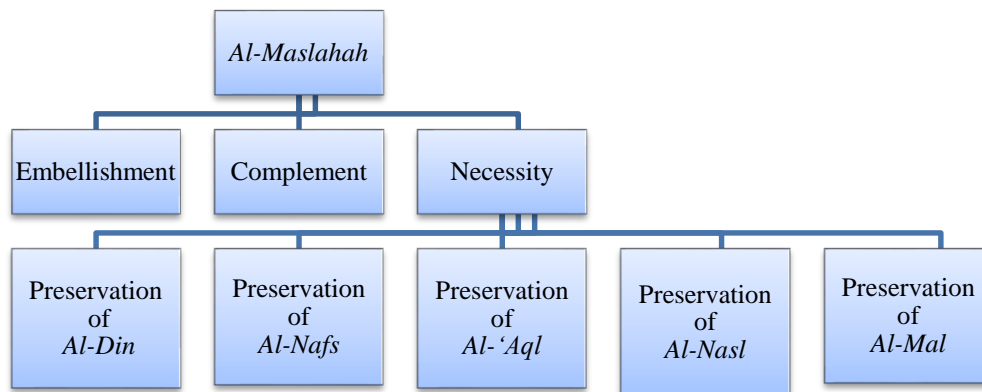 Al-Maslahah
Embellishment
Complement
Necessity
Preservation
of
Al-Din
Preservation
of
Al-Nafs
Preservation
of
Al-‘Aql
Preservation
of
Al-Nasl
Preservation
of
Al-Mal